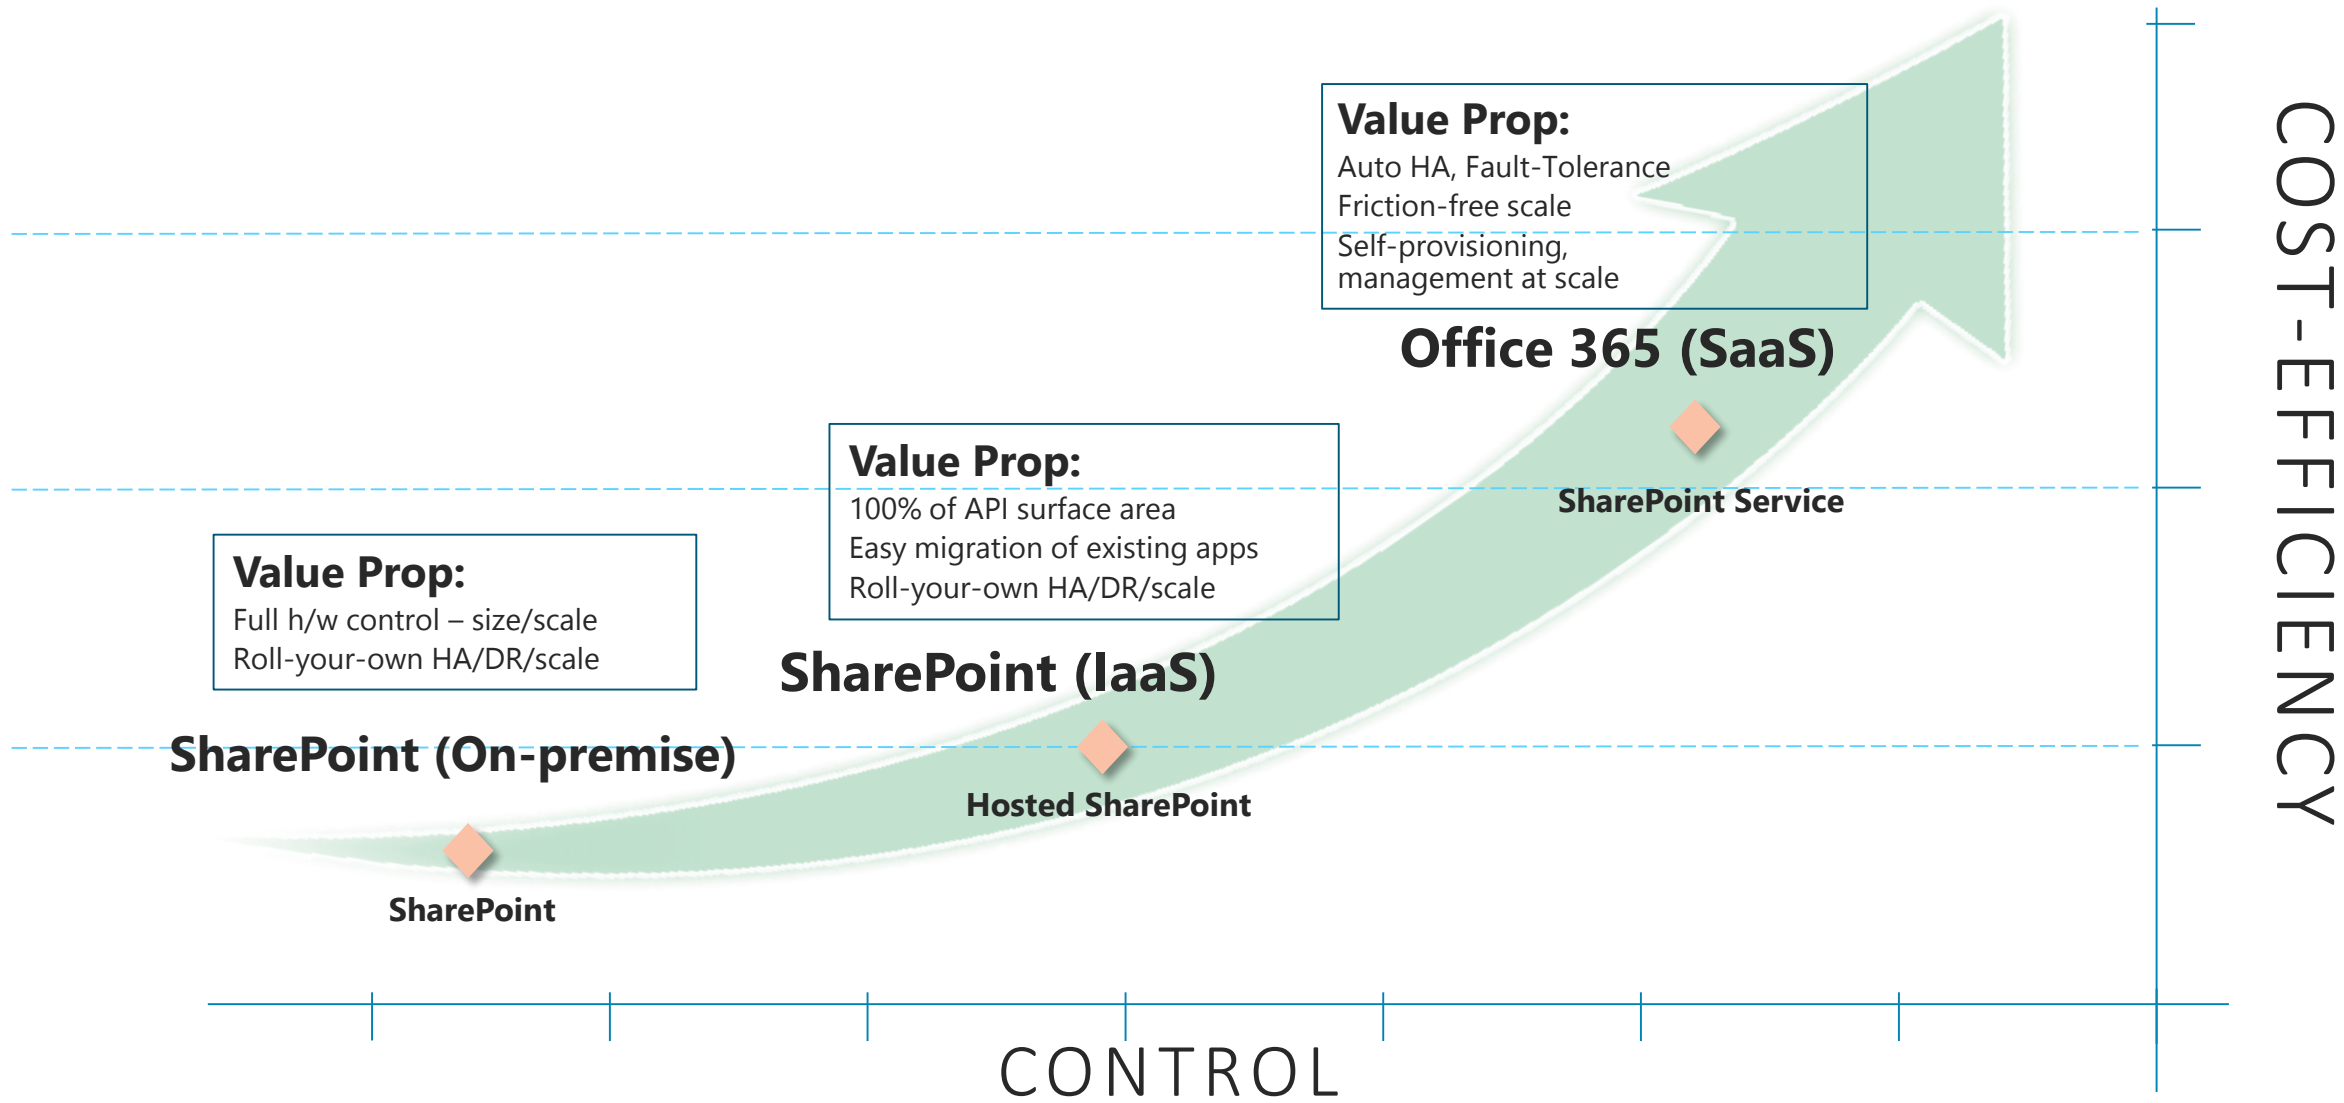 Value Prop:
Auto HA, Fault-Tolerance
Friction-free scale
Self-provisioning,
management at scale
Office 365 (SaaS)
SharePoint Service
Value Prop:
100% of API surface area
Easy migration of existing apps
Roll-your-own HA/DR/scale
SharePoint (IaaS)
Hosted SharePoint
Value Prop:
Full h/w control – size/scale
Roll-your-own HA/DR/scale
SharePoint (On-premise)
SharePoint
CONTROL
COST-EFFICIENCY